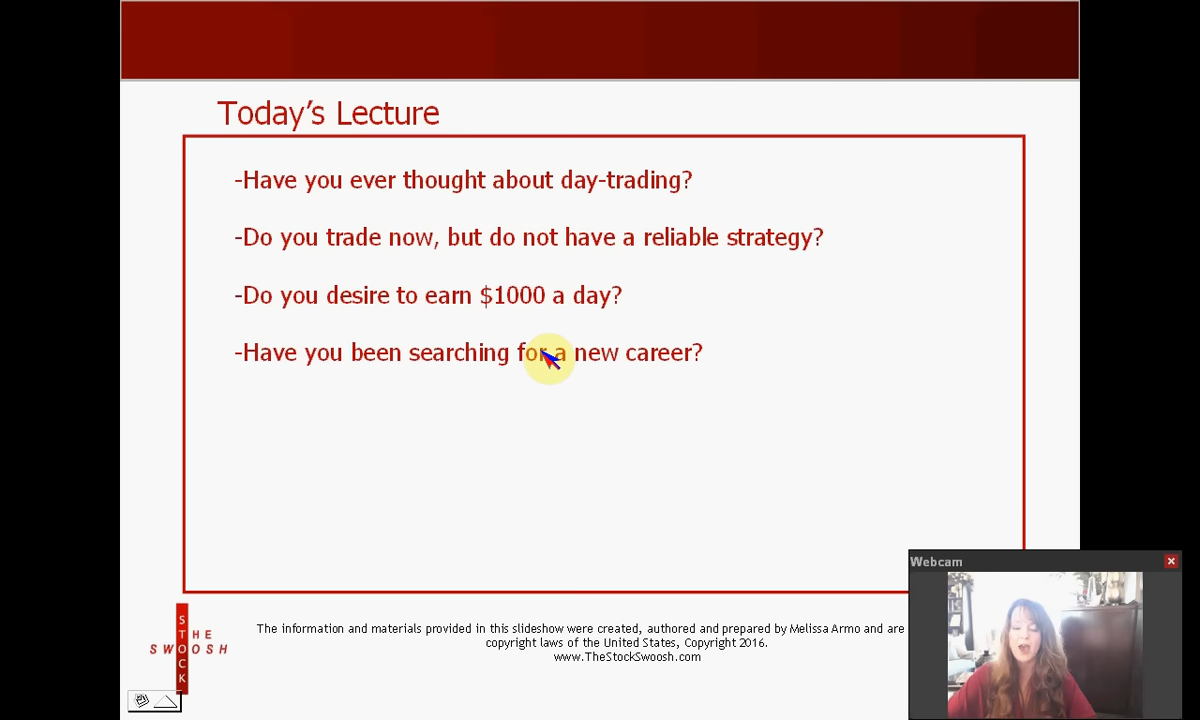 Today's Lecture
-Have you ever thought about day-trading?
-Do you trade now, but do not have a reliable strategy?
-Do you desire to earn $1000 a day?
-Have you been searching for a new career?
Webcam
THE
STOCK
SWOOSH
The information and materials provided in this slideshow were created, authored and prepared by Melissa Armo and are
copyright laws of the United States, Copyright 2016.
www.TheStockSwoosh.com